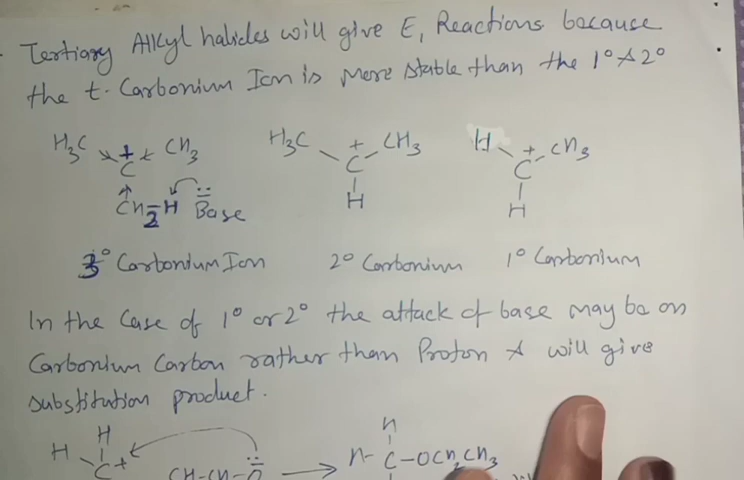 Tertiary Alkyl halides will give E1 Reactions because
the t. Carbonium Ion is More stable than the 1° & 2°
H3C + CH3 H3C + CH3 H + CH3
C C C
CH2–H Base H H
3° Carbonium Ion 2° Carbonium 1° Carbonium
In the Case of 1° or 2° the attack of base may be on
Carbonium Carbon rather than Proton & will give
substitution product.
H H H
H C+ CH–CH–O → H– C–OCH2CH3